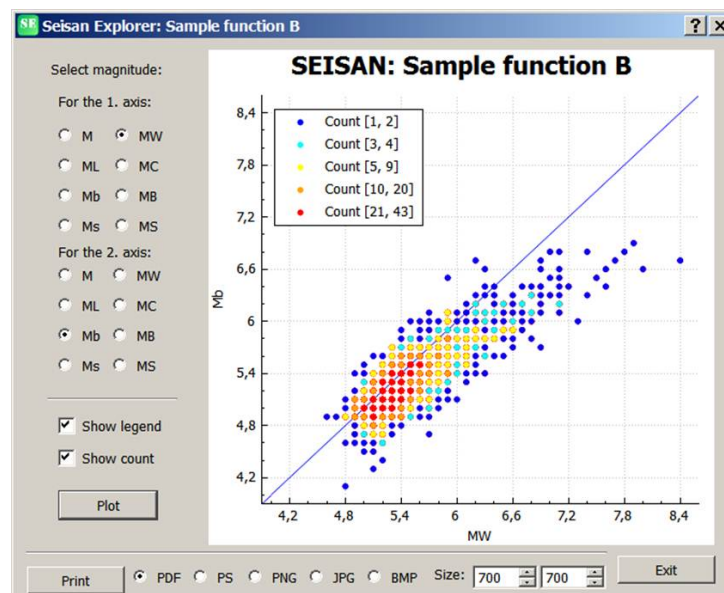 SE Seisan Explorer: Sample function B ? x
Select magnitude:
For the 1. axis:
M MW
ML MC
Mb MB
Ms MS
For the 2. axis:
M MW
ML MC
Mb MB
Ms MS
Show legend
Show count
Plot
SEISAN: Sample function B
Count [1, 2]
Count [3, 4]
Count [5, 9]
Count [10, 20]
Count [21, 43]
8,4
7,8
7,2
6,6
6
5,4
4,8
4,2
Mb
4,2 4,8 5,4 6 6,6 7,2 7,8 8,4
MW
Print PDF PS PNG JPG BMP Size: 700 700 Exit